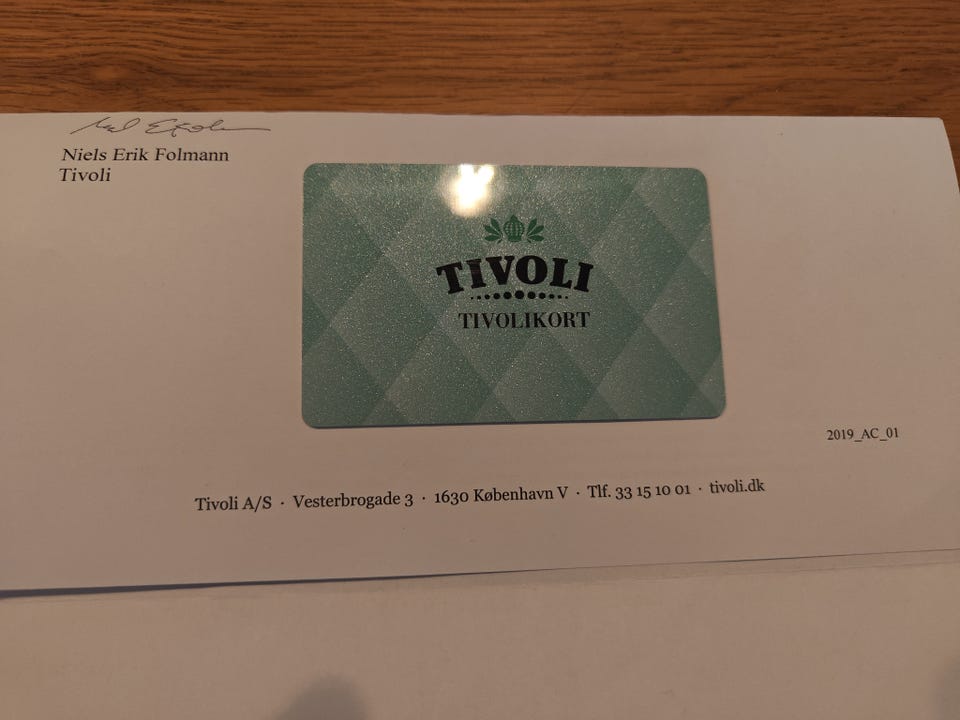 Niels Erik Folmann
Tivoli
TIVOLI
TIVOLIKORT
2019_AC_01
Tivoli A/S · Vesterbrogade 3 · 1630 København V · Tlf. 33 15 10 01 · tivoli.dk